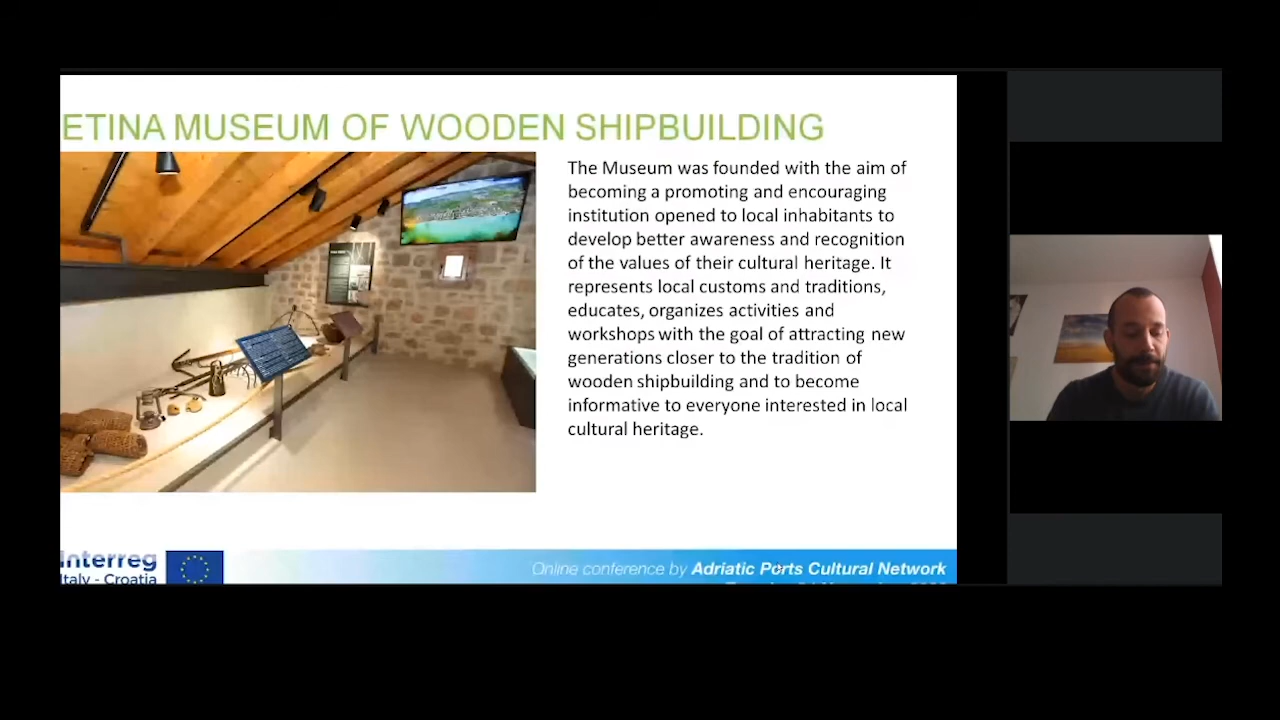 ETINA MUSEUM OF WOODEN SHIPBUILDING
The Museum was founded with the aim of
becoming a promoting and encouraging
institution opened to local inhabitants to
develop better awareness and recognition
of the values of their cultural heritage. It
represents local customs and traditions,
educates, organizes activities and
workshops with the goal of attracting new
generations closer to the tradition of
wooden shipbuilding and to become
informative to everyone interested in local
cultural heritage.
Interreg
Italy - Croatia
Online conference by Adriatic Ports Cultural Network